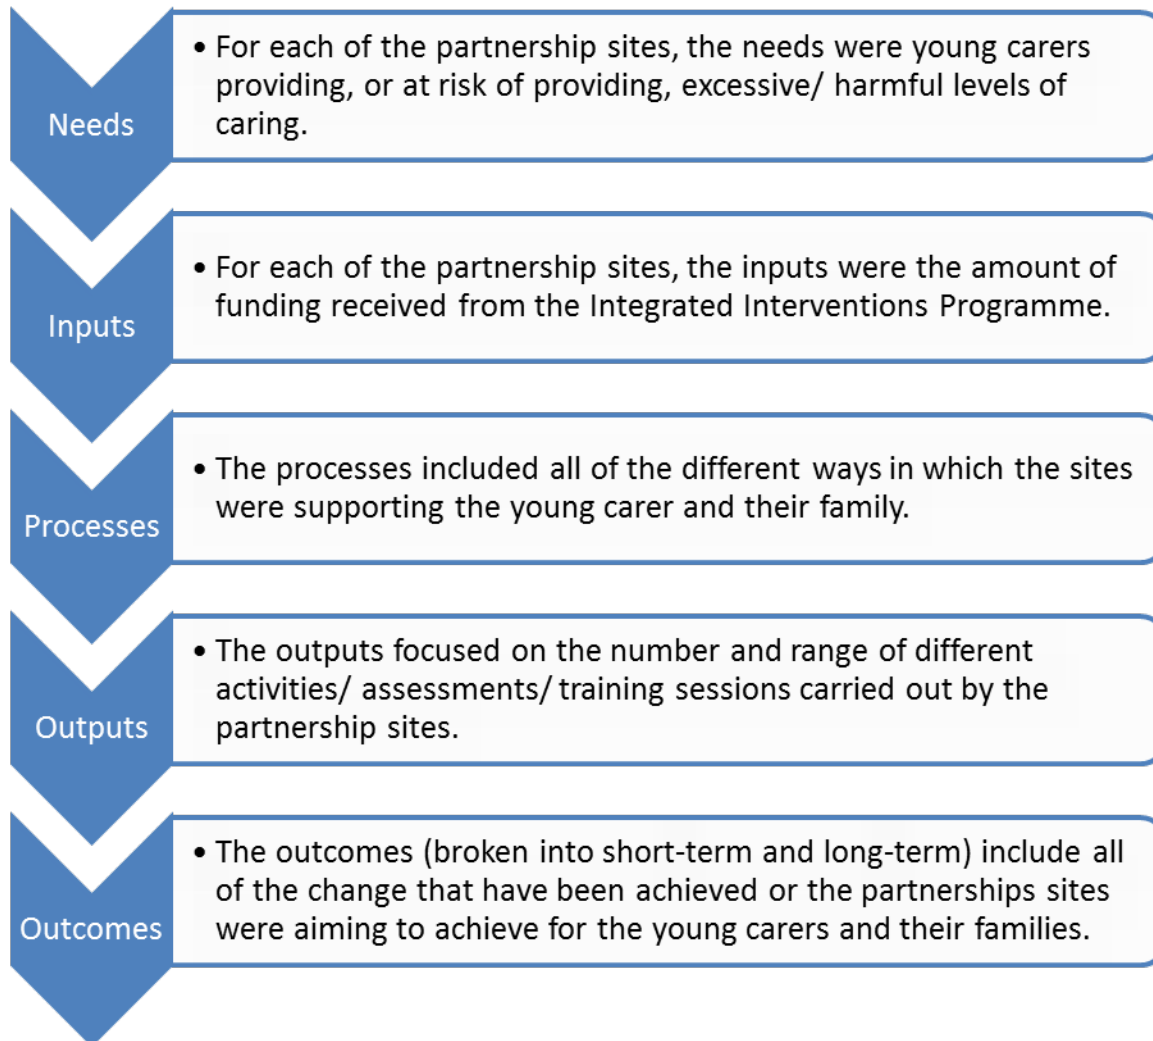 Needs
• For each of the partnership sites, the needs were young carers
providing, or at risk of providing, excessive/ harmful levels of
caring.
Inputs
• For each of the partnership sites, the inputs were the amount of
funding received from the Integrated Interventions Programme.
Processes
• The processes included all of the different ways in which the sites
were supporting the young carer and their family.
Outputs
• The outputs focused on the number and range of different
activities/ assessments/ training sessions carried out by the
partnership sites.
Outcomes
• The outcomes (broken into short-term and long-term) include all
of the change that have been achieved or the partnerships sites
were aiming to achieve for the young carers and their families.